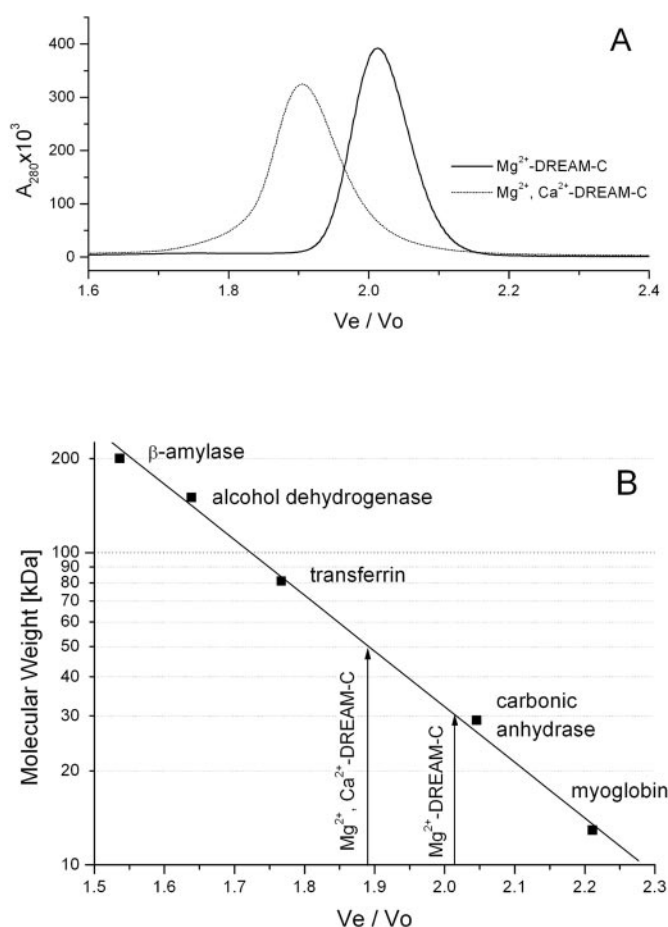 A
400
300
200
100
0
A₂₈₀x10³
Mg²⁺-DREAM-C
Mg²⁺, Ca²⁺-DREAM-C
1.6 1.8 2.0 2.2 2.4
Ve / Vo
B
200
100
90
80
70
60
50
40
30
20
10
Molecular Weight [kDa]
β-amylase
alcohol dehydrogenase
transferrin
carbonic
anhydrase
myoglobin
Mg²⁺, Ca²⁺-DREAM-C
Mg²⁺-DREAM-C
1.5 1.6 1.7 1.8 1.9 2.0 2.1 2.2 2.3
Ve / Vo